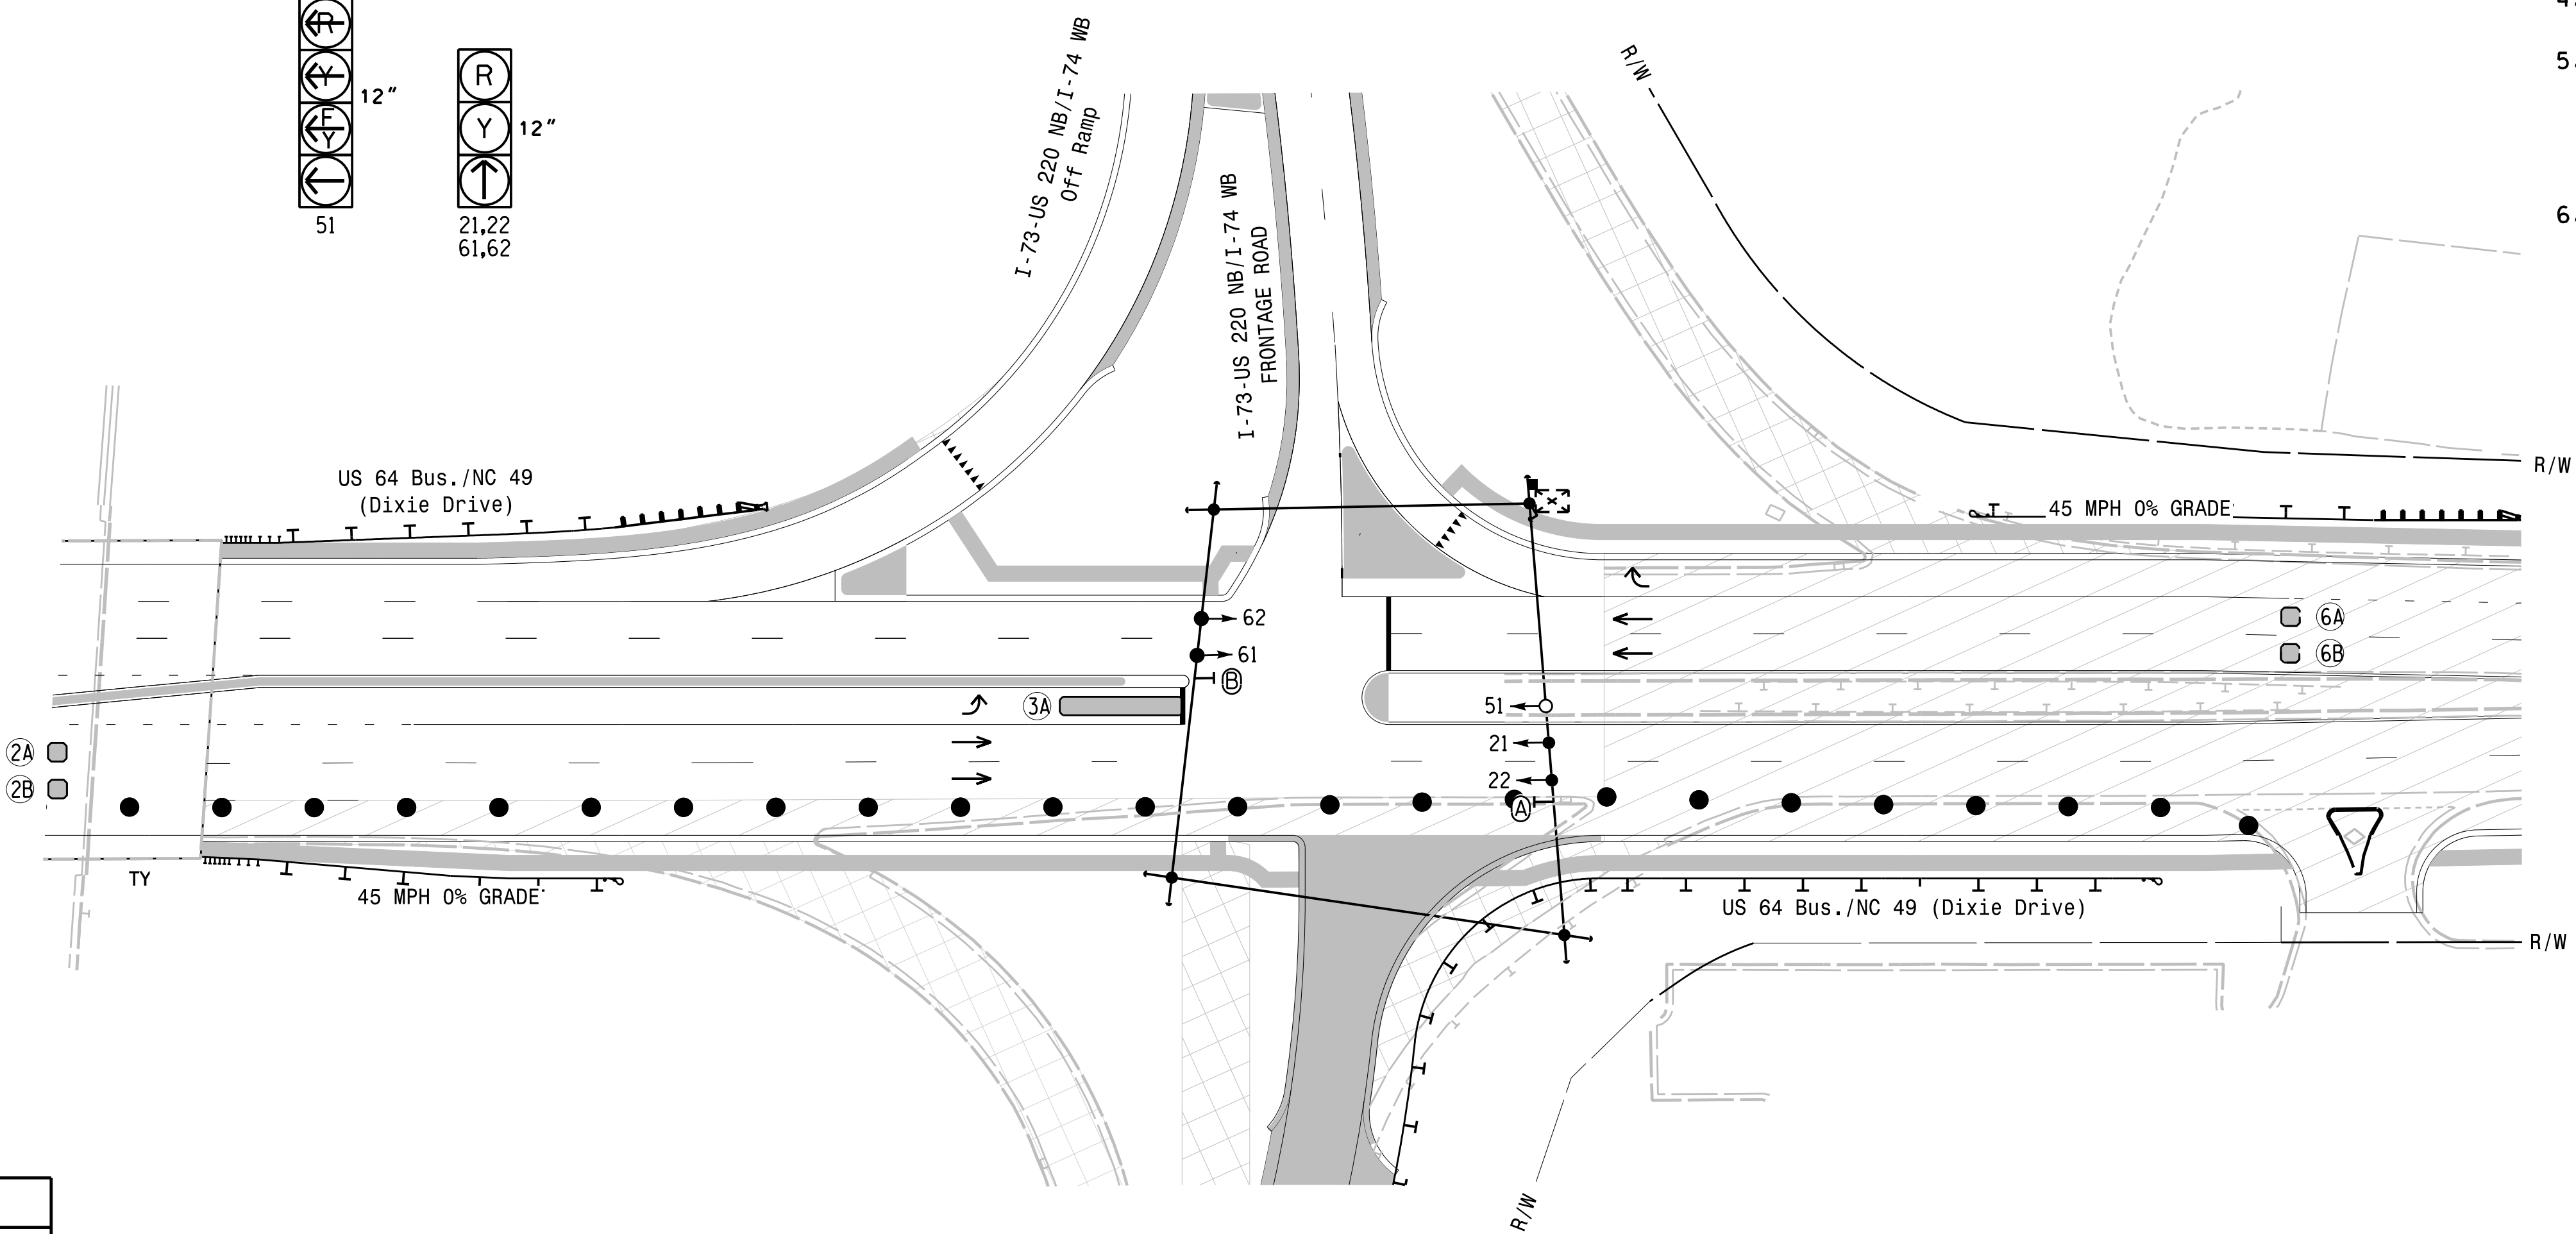 R
Y
F
Y
12"
51
R
Y
12"
21,22
61,62
I-73-US 220 NB/I-74 WB
Off Ramp
I-73-US 220 NB/I-74 WB
FRONTAGE ROAD
R/W
5.
6.
R/W
US 64 Bus./NC 49
(Dixie Drive)
45 MPH 0% GRADE
62
61
B
6A
6B
3A
51
21
22
A
2A
2B
TY
45 MPH 0% GRADE
US 64 Bus./NC 49 (Dixie Drive)
R/W
R/W